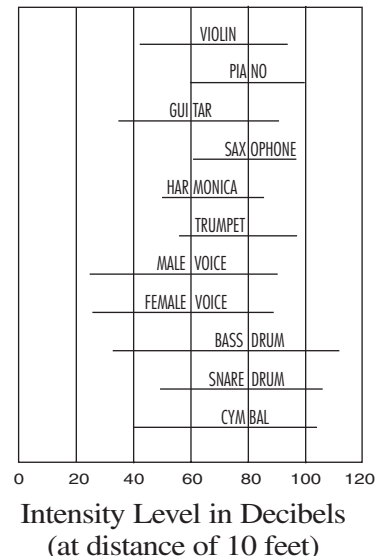 VIOLIN
PIANO
GUITAR
SAXOPHONE
HARMONICA
TRUMPET
MALE VOICE
FEMALE VOICE
BASS DRUM
SNARE DRUM
CYMBAL
0 20 40 60 80 100 120
Intensity Level in Decibels
(at distance of 10 feet)